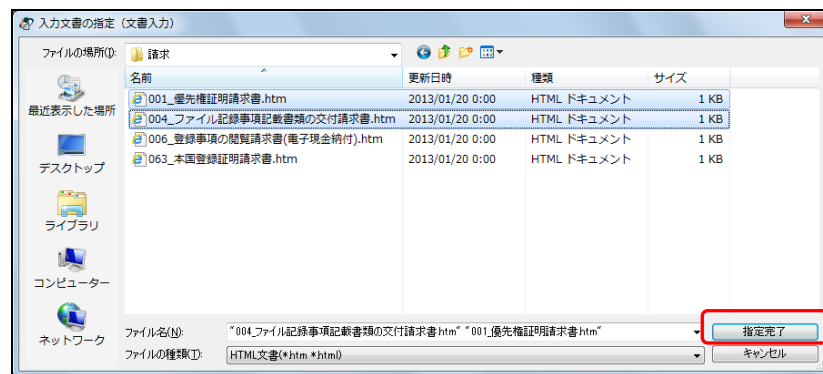 入力文書の指定（文書入力）
ファイルの場所(I):
請求
名前 更新日時 種類 サイズ
001_優先権証明請求書.htm 2013/01/20 0:00 HTML ドキュメント 1 KB
004_ファイル記録事項記載書類の交付請求書.htm 2013/01/20 0:00 HTML ドキュメント 1 KB
006_登録事項の閲覧請求書(電子現金納付).htm 2013/01/20 0:00 HTML ドキュメント 1 KB
063_本国登録証明請求書.htm 2013/01/20 0:00 HTML ドキュメント 1 KB
最近表示した場所
デスクトップ
ライブラリ
コンピューター
ネットワーク
ファイル名(N): "004_ファイル記録事項記載書類の交付請求書.htm" "001_優先権証明請求書.htm" 指定完了
ファイルの種類(T): HTML文書(*.htm *.html) キャンセル